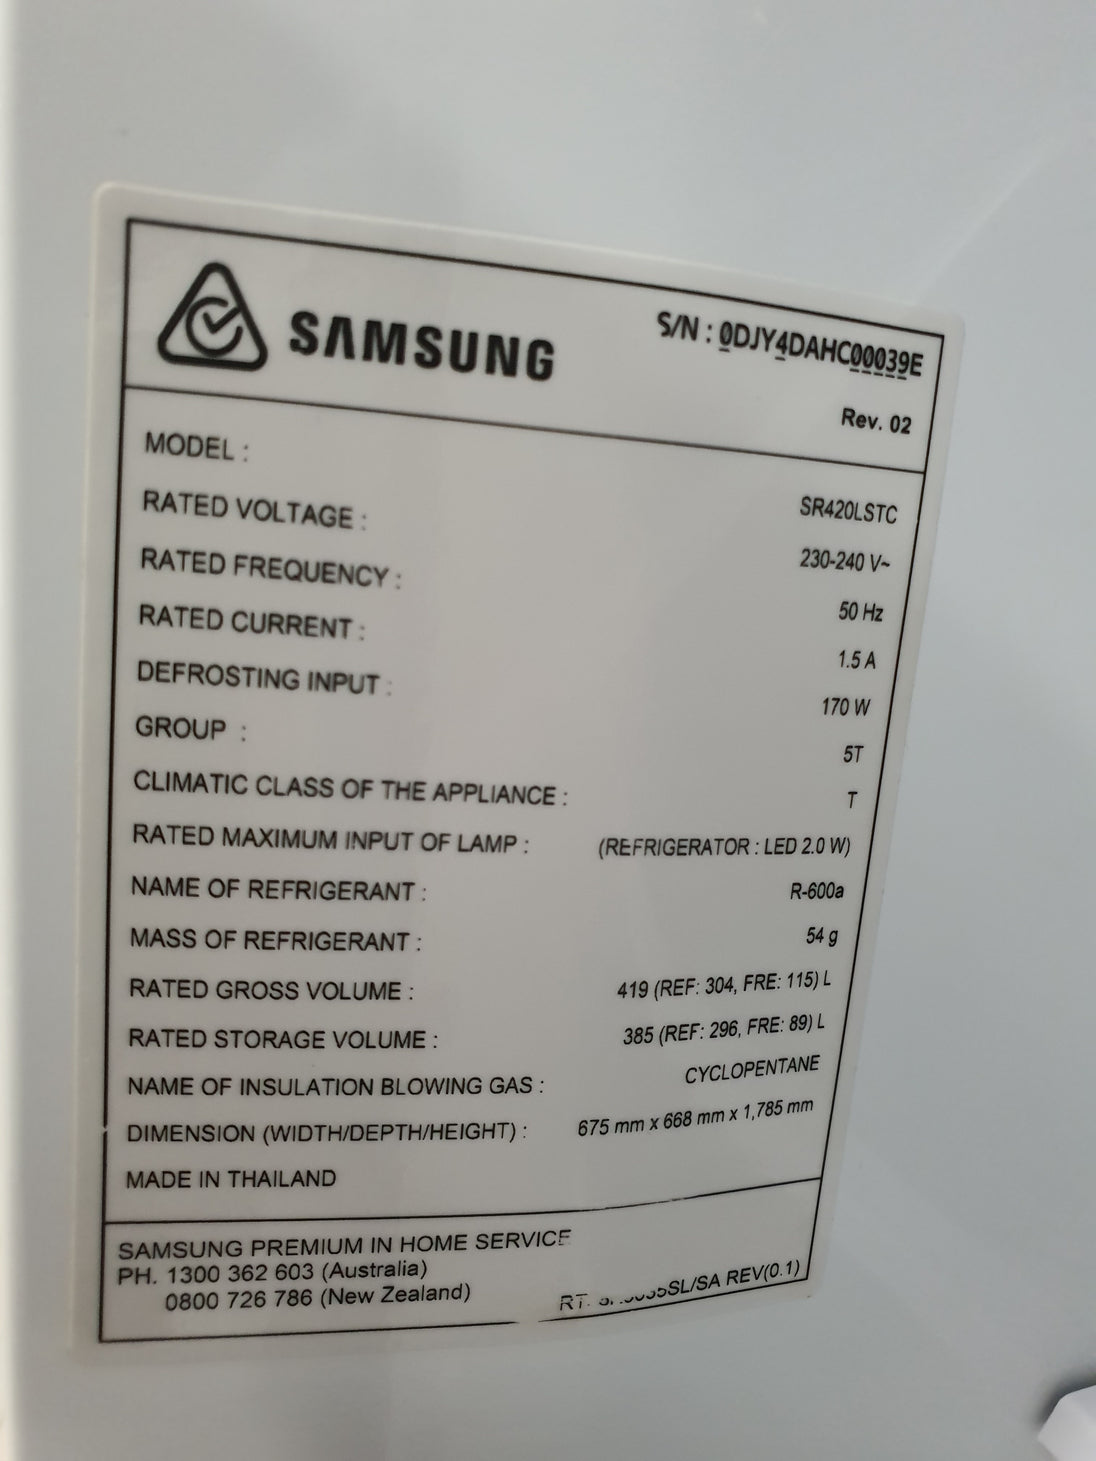 SAMSUNG
S/N : 0DJY4DAHC00039E
Rev. 02
MODEL : SR420LSTC
RATED VOLTAGE : 230-240 V~
RATED FREQUENCY : 50 Hz
RATED CURRENT : 1.5 A
DEFROSTING INPUT : 170 W
GROUP : 5T
CLIMATIC CLASS OF THE APPLIANCE : T
RATED MAXIMUM INPUT OF LAMP : (REFRIGERATOR : LED 2.0 W)
NAME OF REFRIGERANT : R-600a
MASS OF REFRIGERANT : 54 g
RATED GROSS VOLUME : 419 (REF: 304, FRE: 115) L
RATED STORAGE VOLUME : 385 (REF: 296, FRE: 89) L
NAME OF INSULATION BLOWING GAS : CYCLOPENTANE
DIMENSION (WIDTH/DEPTH/HEIGHT) : 675 mm x 668 mm x 1,785 mm
MADE IN THAILAND
SAMSUNG PREMIUM IN HOME SERVICE
PH. 1300 362 603 (Australia)
0800 726 786 (New Zealand)
REV(0.1)